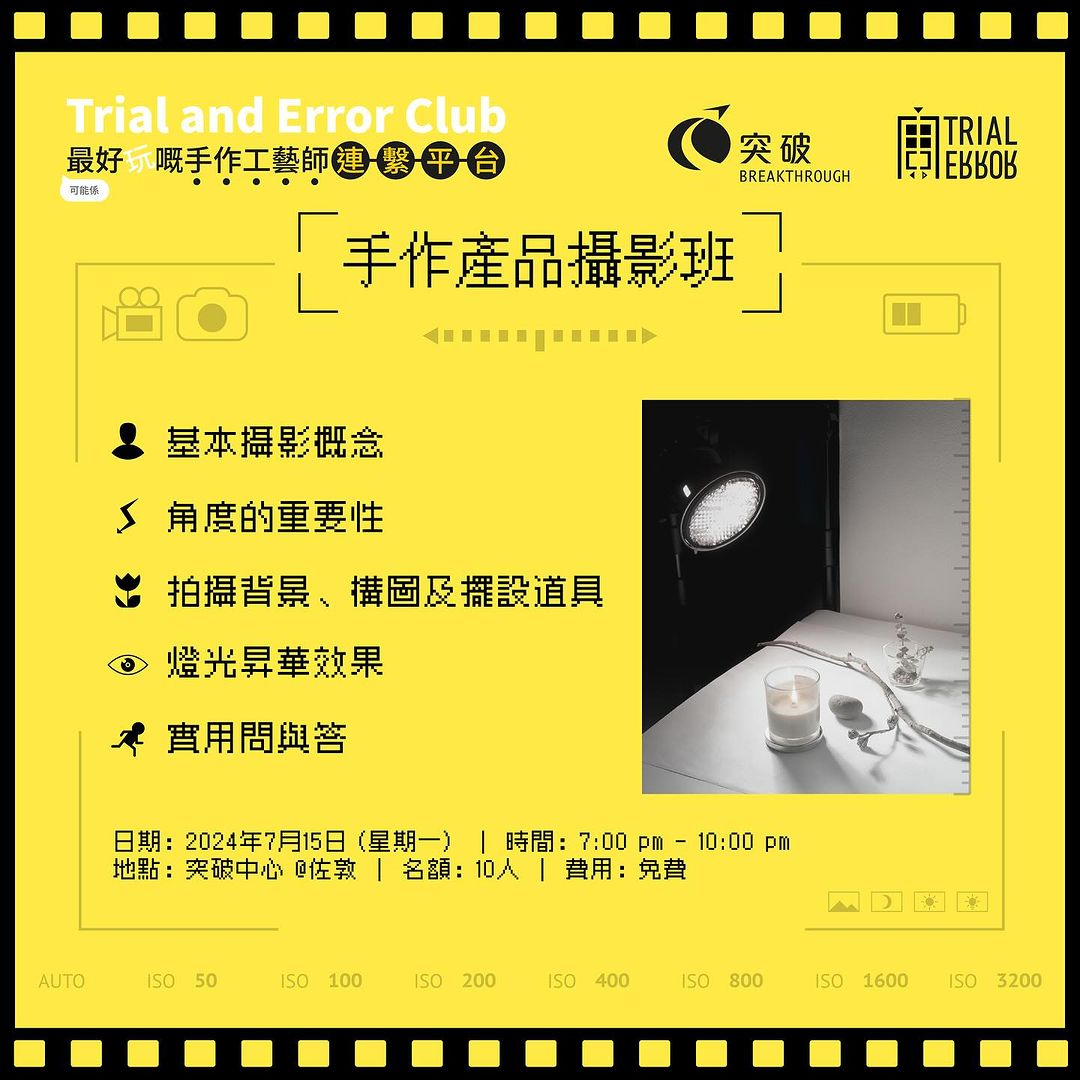 Trial and Error Club
最好玩嘅手作工藝師連繫平台
可能係
突破
BREAKTHROUGH
TRIAL
ERROR
手作產品攝影班
基本攝影概念
角度的重要性
拍攝背景、構圖及擺設道具
燈光昇華效果
實用問與答
日期：2024年7月15日（星期一） | 時間：7:00 pm - 10:00 pm
地點：突破中心 @佐敦 | 名額：10人 | 費用：免費
AUTO ISO 50 ISO 100 ISO 200 ISO 400 ISO 800 ISO 1600 ISO 3200